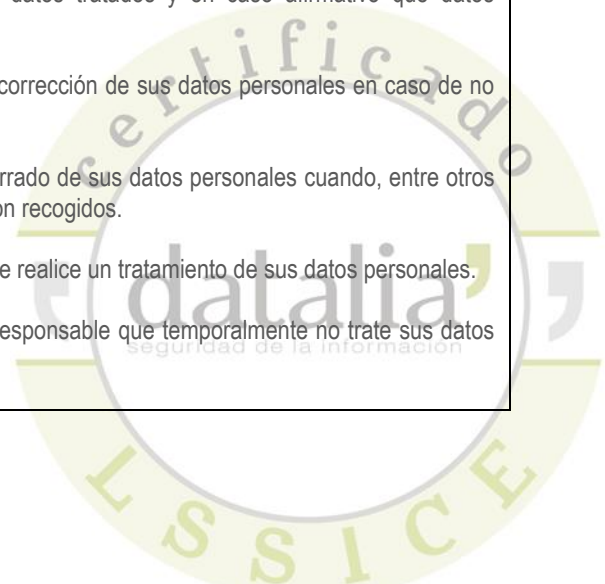 datos tratados y en caso afirmativo que datos
corrección de sus datos personales en caso de no
rrado de sus datos personales cuando, entre otros
on recogidos.
e realice un tratamiento de sus datos personales.
esponsable que temporalmente no trate sus datos
certificado
datalia
seguridad de la información
LSSICE